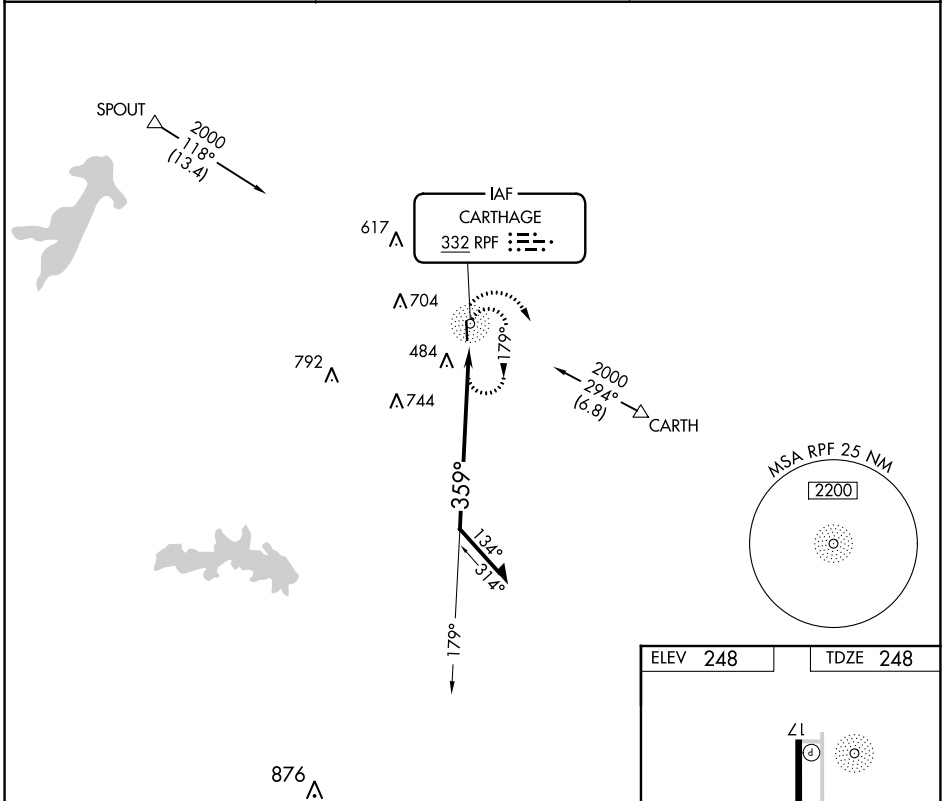 SPOUT
2000
118°
(13.4)
IAF
CARTHAGE
332 RPF
617
704
484
179°
792
744
2000
294°
(6.8)
CARTH
359°
134°
314°
179°
MSA RPF 25 NM
2200
ELEV 248
TDZE 248
17
P
876